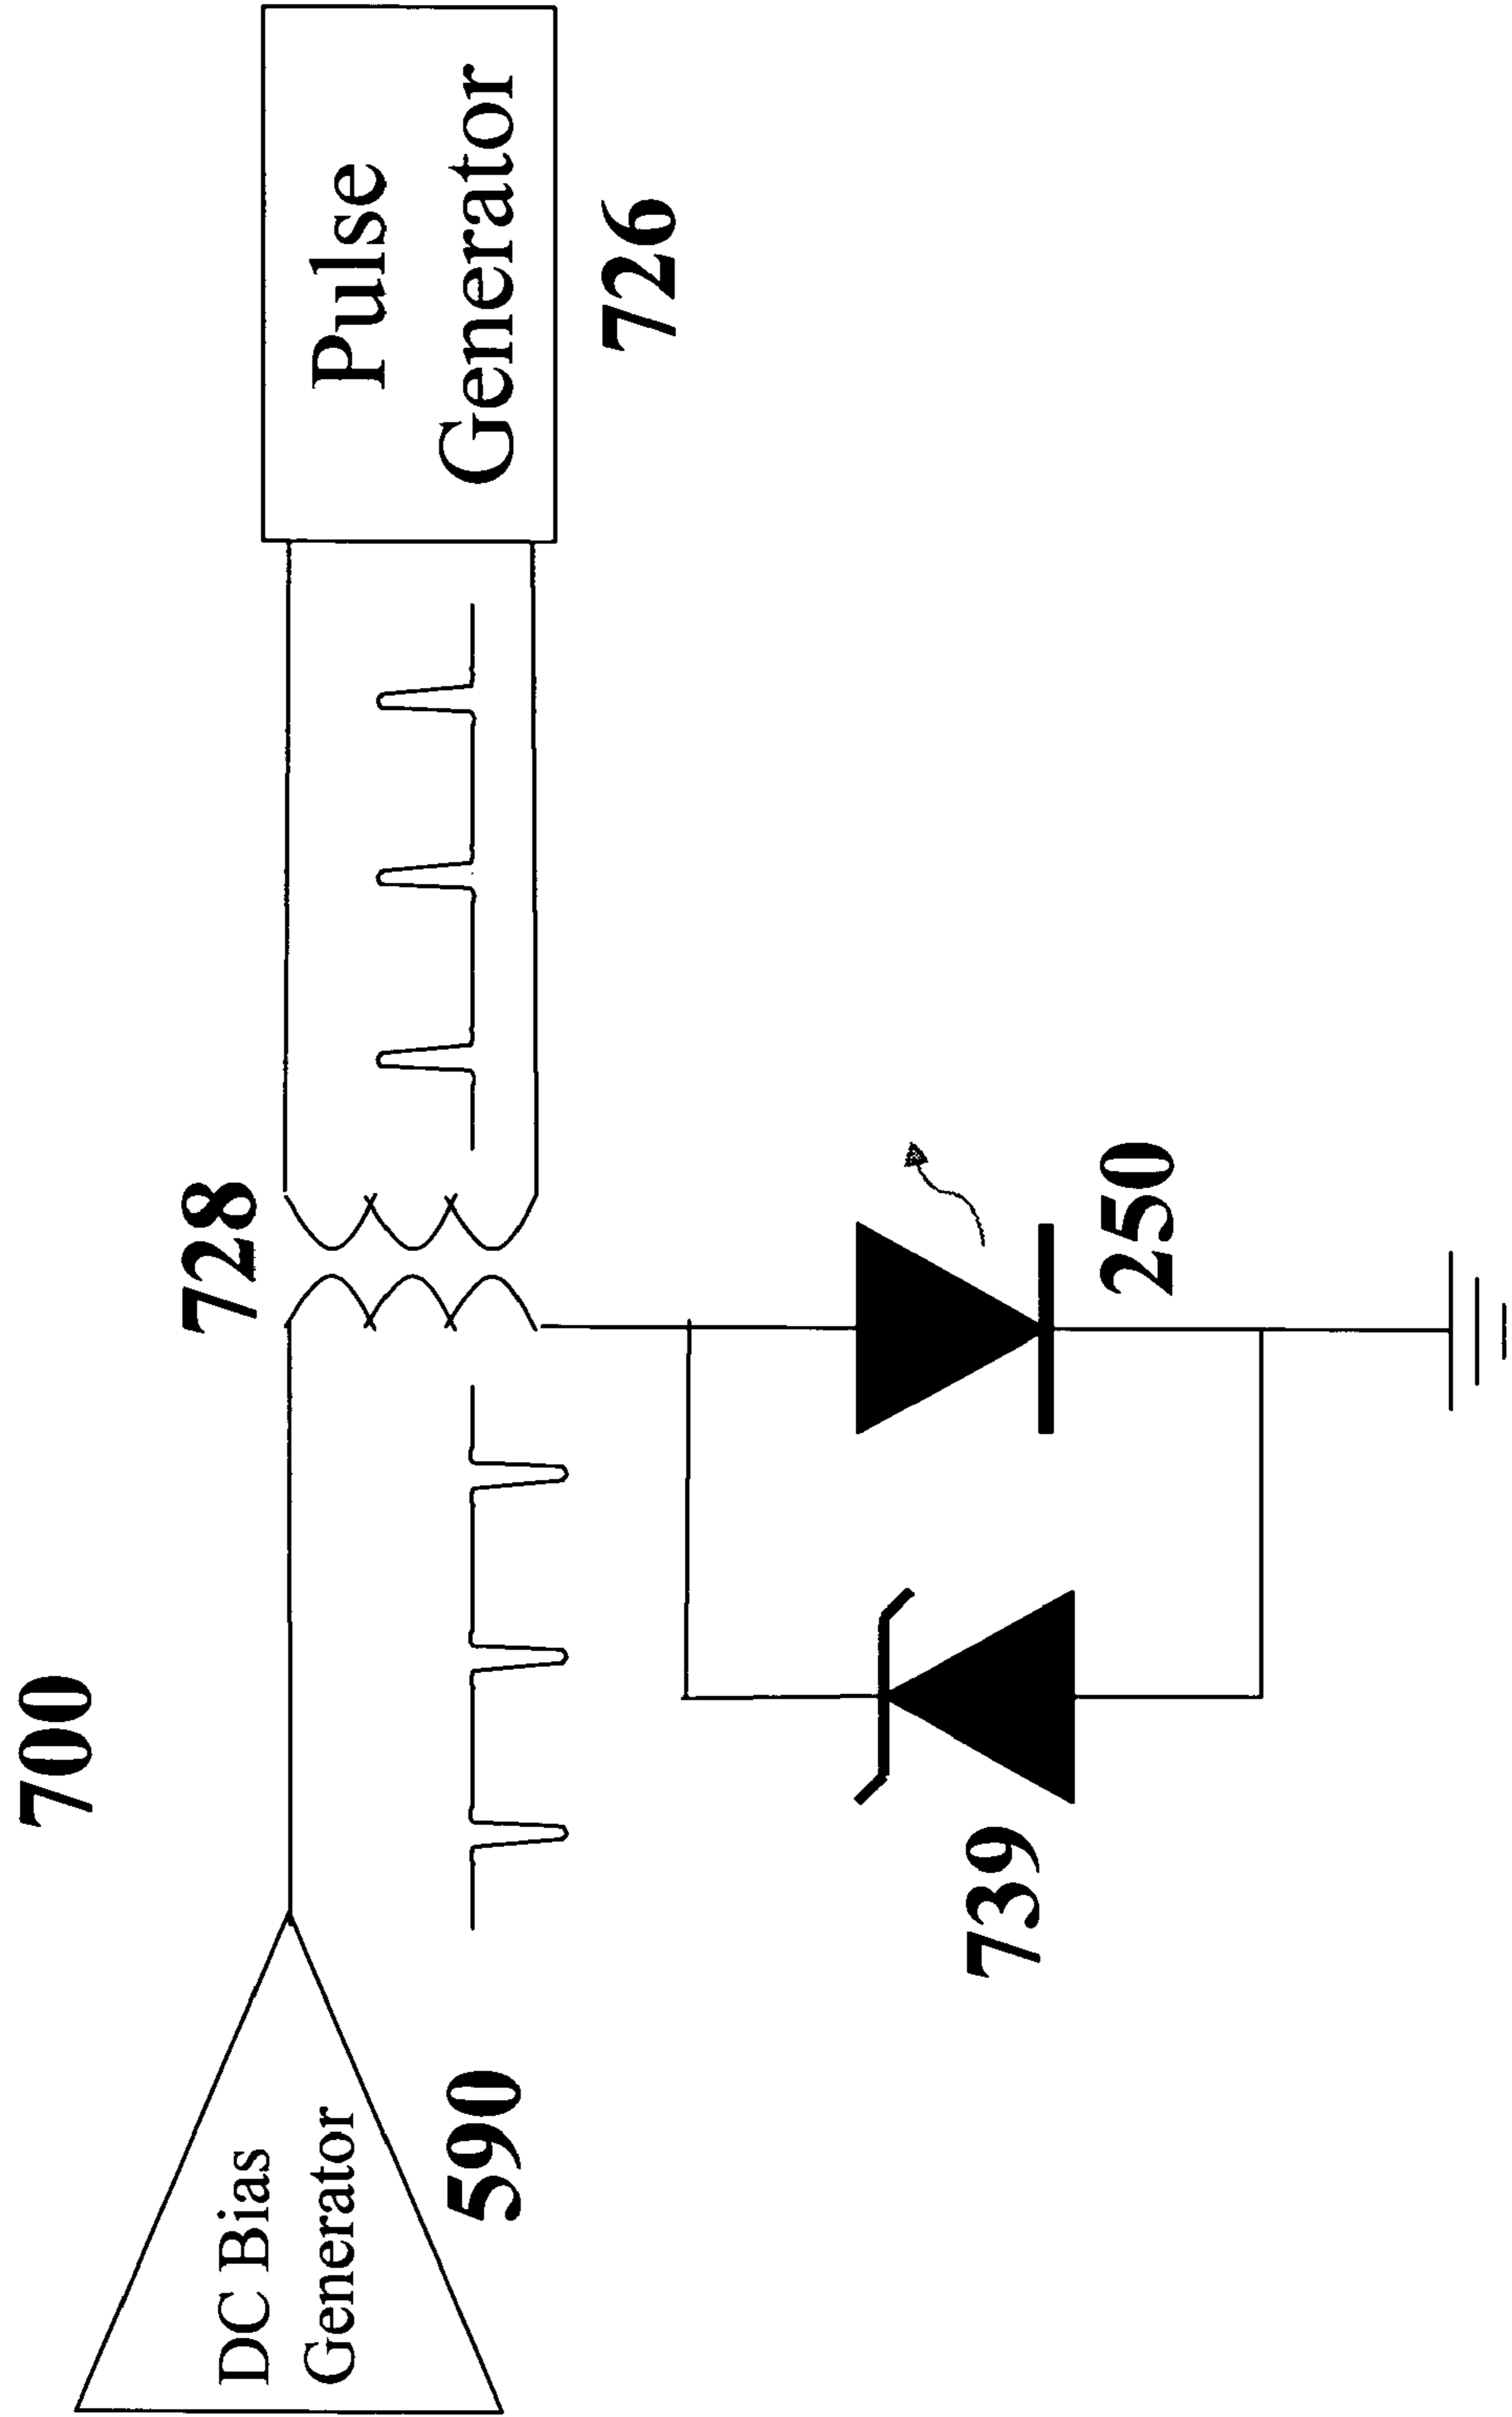 700
728
DC Bias
Generator
Pulse
Generator
590
726
739
250